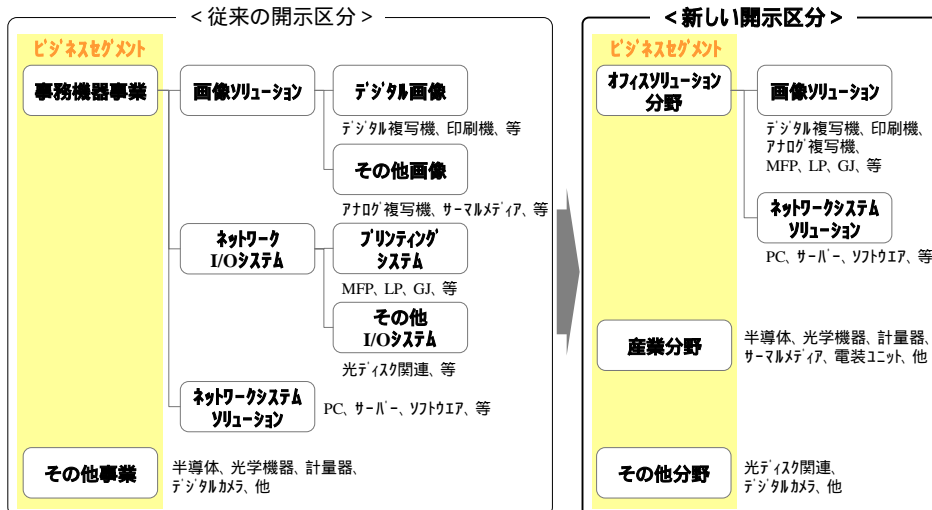 ＜従来の開示区分＞
ﾋﾞｼﾞﾈｽｾｸﾞﾒﾝﾄ
事務機器事業
画像ｿﾘｭｰｼｮﾝ
ﾃﾞｼﾞﾀﾙ画像
ﾃﾞｼﾞﾀﾙ複写機、印刷機、等
その他画像
ｱﾅﾛｸﾞ複写機、ｻｰﾏﾙﾒﾃﾞｨｱ、等
ﾈｯﾄﾜｰｸ
I/Oｼｽﾃﾑ
ﾌﾟﾘﾝﾃｨﾝｸﾞ
ｼｽﾃﾑ
MFP、LP、GJ、等
その他
I/Oｼｽﾃﾑ
光ﾃﾞｨｽｸ関連、等
ﾈｯﾄﾜｰｸｼｽﾃﾑ
ｿﾘｭｰｼｮﾝ
PC、ｻｰﾊﾞｰ、ｿﾌﾄｳｴｱ、等
その他事業
半導体、光学機器、計量器、
ﾃﾞｼﾞﾀﾙｶﾒﾗ、他
＜新しい開示区分＞
ﾋﾞｼﾞﾈｽｾｸﾞﾒﾝﾄ
ｵﾌｨｽｿﾘｭｰｼｮﾝ
分野
画像ｿﾘｭｰｼｮﾝ
ﾃﾞｼﾞﾀﾙ複写機、印刷機、
ｱﾅﾛｸﾞ複写機、
MFP、LP、GJ、等
ﾈｯﾄﾜｰｸｼｽﾃﾑ
ｿﾘｭｰｼｮﾝ
PC、ｻｰﾊﾞｰ、ｿﾌﾄｳｴｱ、等
産業分野
半導体、光学機器、計量器、
ｻｰﾏﾙﾒﾃﾞｨｱ、電装ﾕﾆｯﾄ、他
その他分野
光ﾃﾞｨｽｸ関連、
ﾃﾞｼﾞﾀﾙｶﾒﾗ、他